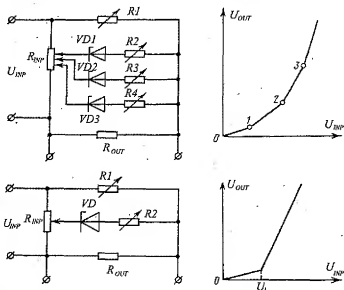 R1
U_OUT
VD1
R2
R_INP
VD2
3
U_INP
R3
2
R4
VD3
1
R_OUT
0
U_INP
R1
U_OUT
U_INP
R_INP
VD
R2
R_OUT
0
U_INP